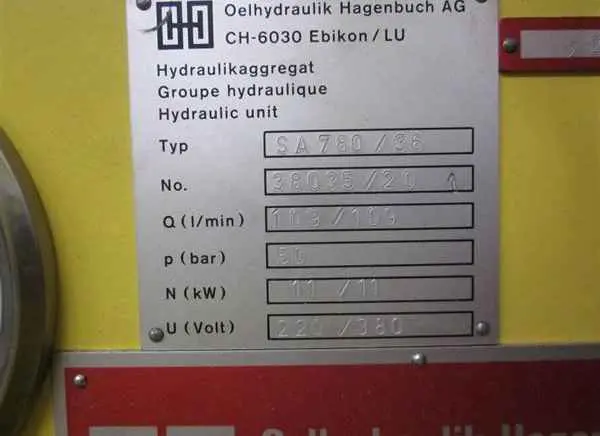 Oelhydraulik Hagenbuch AG
CH-6030 Ebikon/LU
Hydraulikaggregat
Groupe hydraulique
Hydraulic unit
Typ SA 780/36
No. 38035/20
Q (l/min) 109/109
p (bar) 50
N (kW) 11/11
U (Volt) 220/380